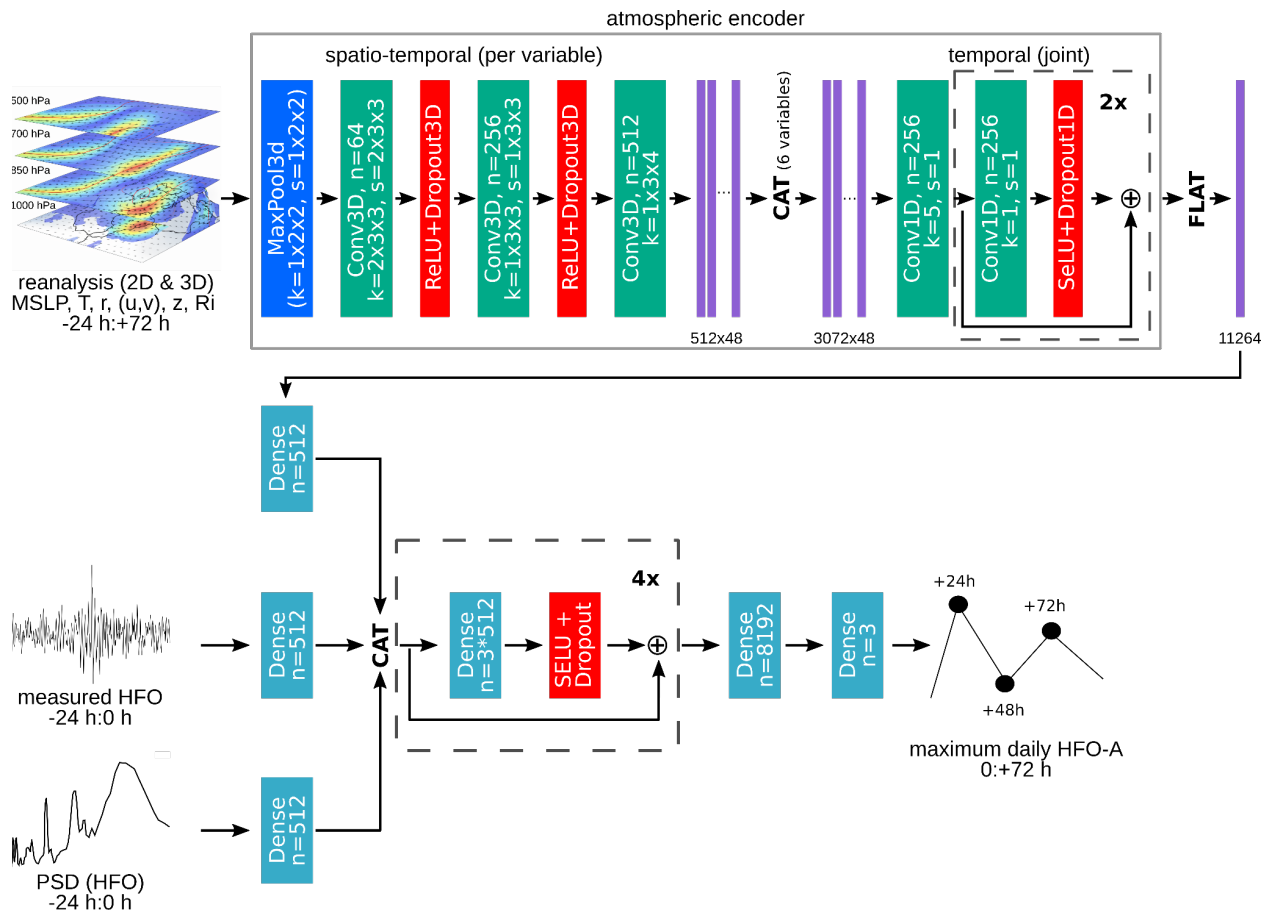 atmospheric encoder
spatio-temporal (per variable)
temporal (joint)
500 hPa
700 hPa
850 hPa
1000 hPa
reanalysis (2D & 3D)
MSLP, T, r, (u,v), z, Ri
-24 h:+72 h
MaxPool3d
(k=1x2x2, s=1x2x2)
Conv3D, n=64
k=2x3x3, s=2x3x3
ReLU+Dropout3D
Conv3D, n=256
k=1x3x3, s=1x3x3
ReLU+Dropout3D
Conv3D, n=512
k=1x3x4
...
512x48
CAT (6 variables)
...
3072x48
Conv1D, n=256
k=5, s=1
2x
Conv1D, n=256
k=1, s=1
SeLU+Dropout1D
FLAT
11264
Dense
n=512
measured HFO
-24 h:0 h
Dense
n=512
PSD (HFO)
-24 h:0 h
Dense
n=512
CAT
4x
Dense
n=3*512
SELU +
Dropout
Dense
n=8192
Dense
n=3
+24h
+72h
+48h
maximum daily HFO-A
0:+72 h